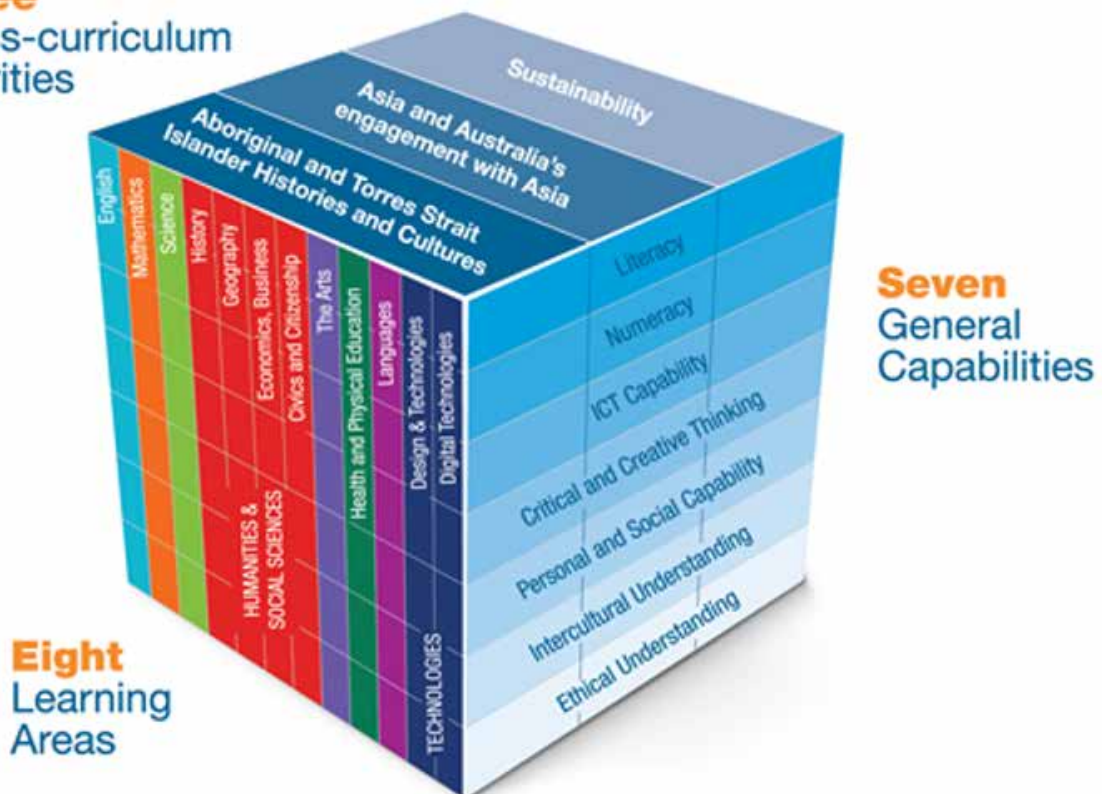 s-curriculum
Sustainability
Asia and Australia's
engagement with Asia
Aboriginal and Torres Strait
Islander Histories and Cultures
English
Mathematics
Science
History
Geography
Economics, Business
Civics and Citizenship
HUMANITIES &
SOCIAL SCIENCES
The Arts
Health and Physical Education
Languages
Design & Technologies
Digital Technologies
TECHNOLOGIES
Literacy
Numeracy
ICT Capability
Critical and Creative Thinking
Personal and Social Capability
Intercultural Understanding
Ethical Understanding
Seven
General
Capabilities
Eight
Learning
Areas